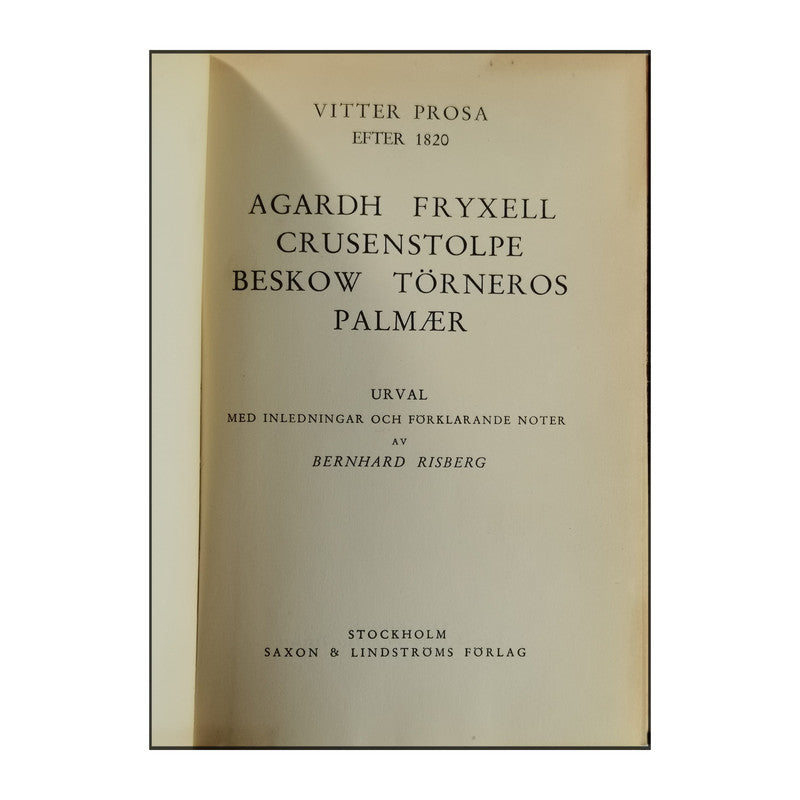 VITTER PROSA
EFTER 1820
AGARDH FRYXELL
CRUSENSTOLPE
BESKOW TÖRNEROS
PALMÆR
URVAL
MED INLEDNINGAR OCH FÖRKLARANDE NOTER
AV
BERNHARD RISBERG
STOCKHOLM
SAXON & LINDSTRÖMS FÖRLAG